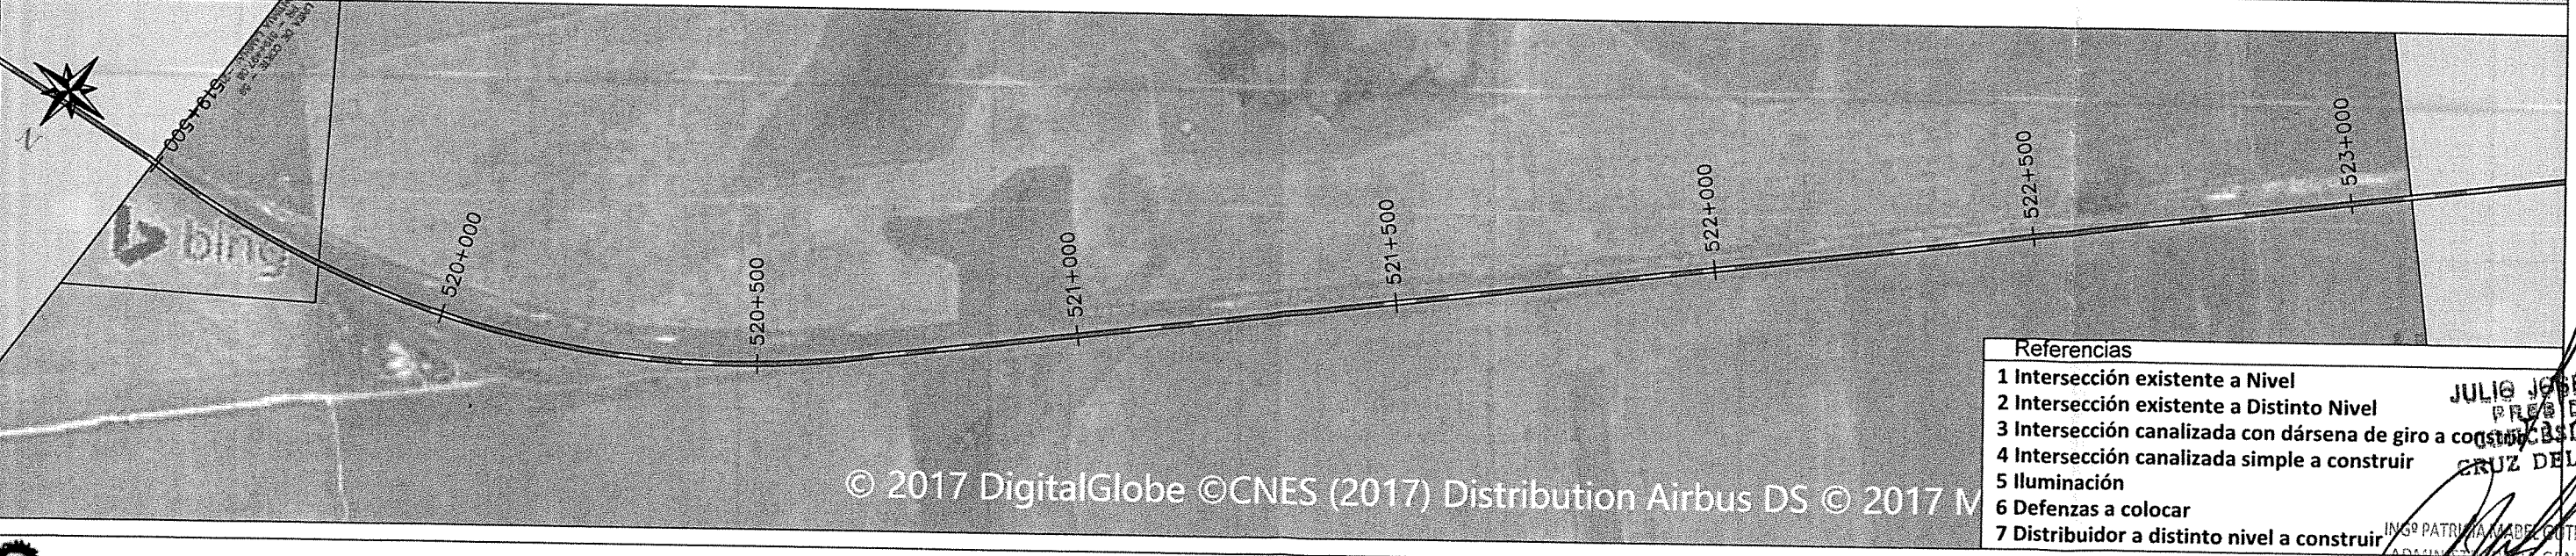 LINEA DE CORTE
519+500
N
bing
520+000
520+500
521+000
521+500
522+000
522+500
523+000
© 2017 DigitalGlobe ©CNES (2017) Distribution Airbus DS © 2017 M
Referencias
1 Intersección existente a Nivel
2 Intersección existente a Distinto Nivel
3 Intersección canalizada con dársena de giro a
4 Intersección canalizada simple a construir
5 Iluminación
6 Defenzas a colocar
7 Distribuidor a distinto nivel a construir
JULIO
CRUZ DEL